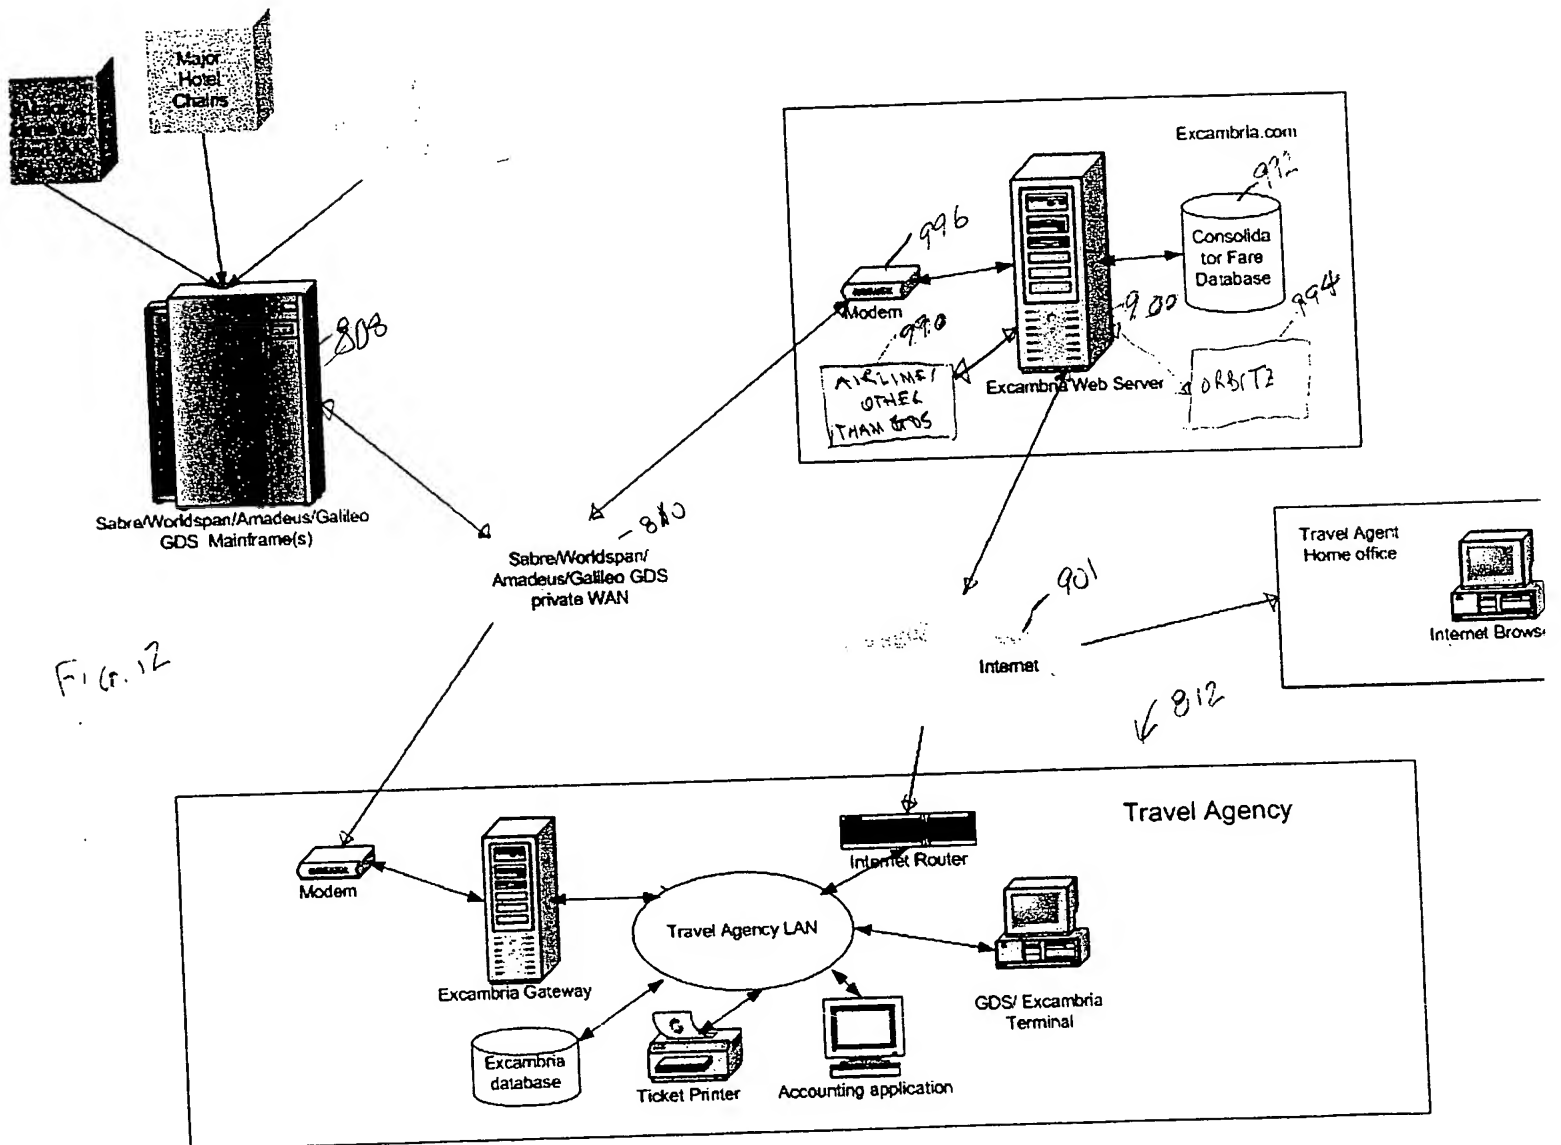 Major
Hotel
Chains
Excambria.com
992
996
Consolida
tor Fare
Database
Modem
990
900
994
808
AIRLINE/
OTHER
THAN GDS
Excambria Web Server
ORBITZ
Sabre/Worldspan/Amadeus/Galileo
GDS Mainframe(s)
810
Sabre/Worldspan/
Amadeus/Galileo GDS
private WAN
Travel Agent
Home office
901
Internet
Internet Brows
FIG. 12
812
Travel Agency
Internet Router
Modem
Travel Agency LAN
Excambria Gateway
GDS/ Excambria
Terminal
Excambria
database
Ticket Printer
Accounting application